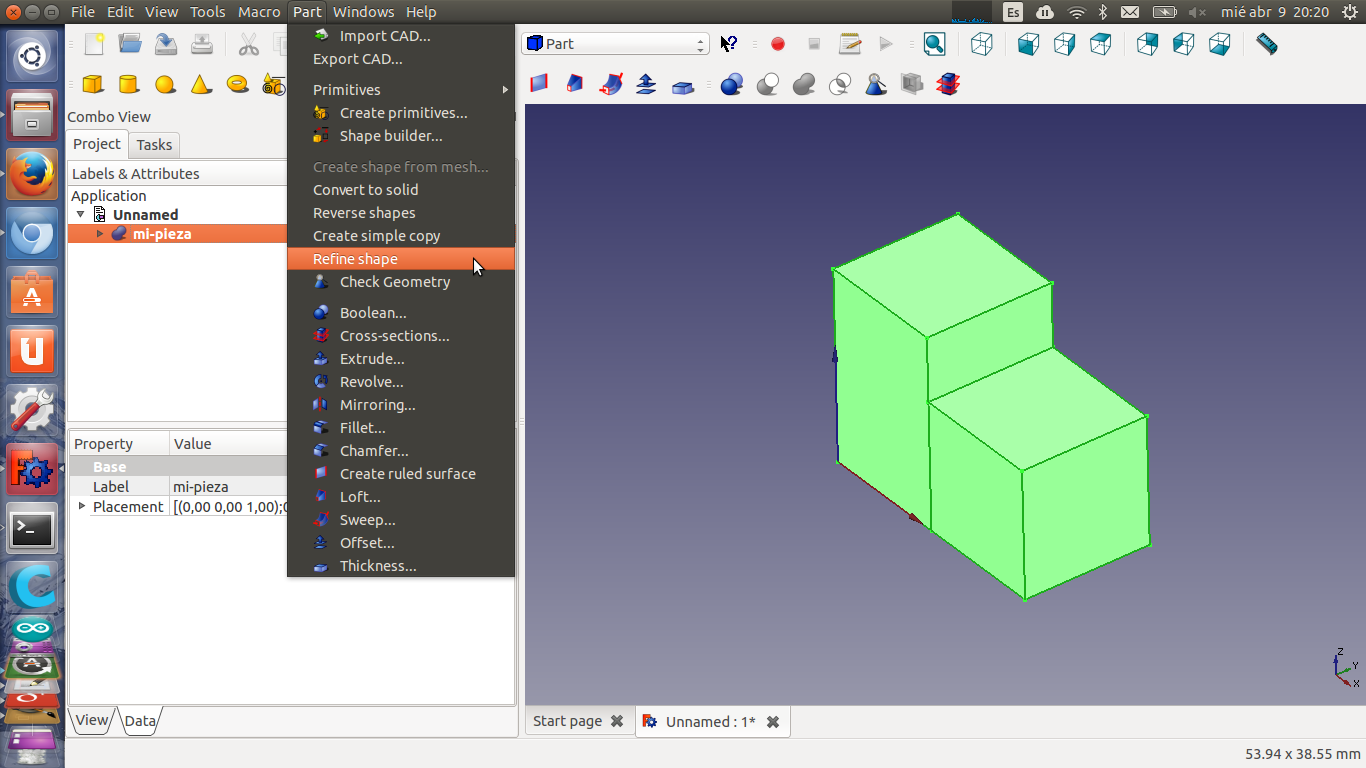 File Edit View Tools Macro Part Windows Help
Es
mié abr 9 20:20
Import CAD...
Export CAD...
Primitives
Create primitives...
Shape builder...
Create shape from mesh...
Convert to solid
Reverse shapes
Create simple copy
Refine shape
Check Geometry
Boolean...
Cross-sections...
Extrude...
Revolve...
Mirroring...
Fillet...
Chamfer...
Create ruled surface
Loft...
Sweep...
Offset...
Thickness...
Part
Combo View
Project Tasks
Labels & Attributes
Application
Unnamed
mi-pieza
Property Value
Base
Label mi-pieza
Placement [(0,00 0,00 1,00);0
View Data
Z
Y
X
Start page
Unnamed : 1*
53.94 x 38.55 mm